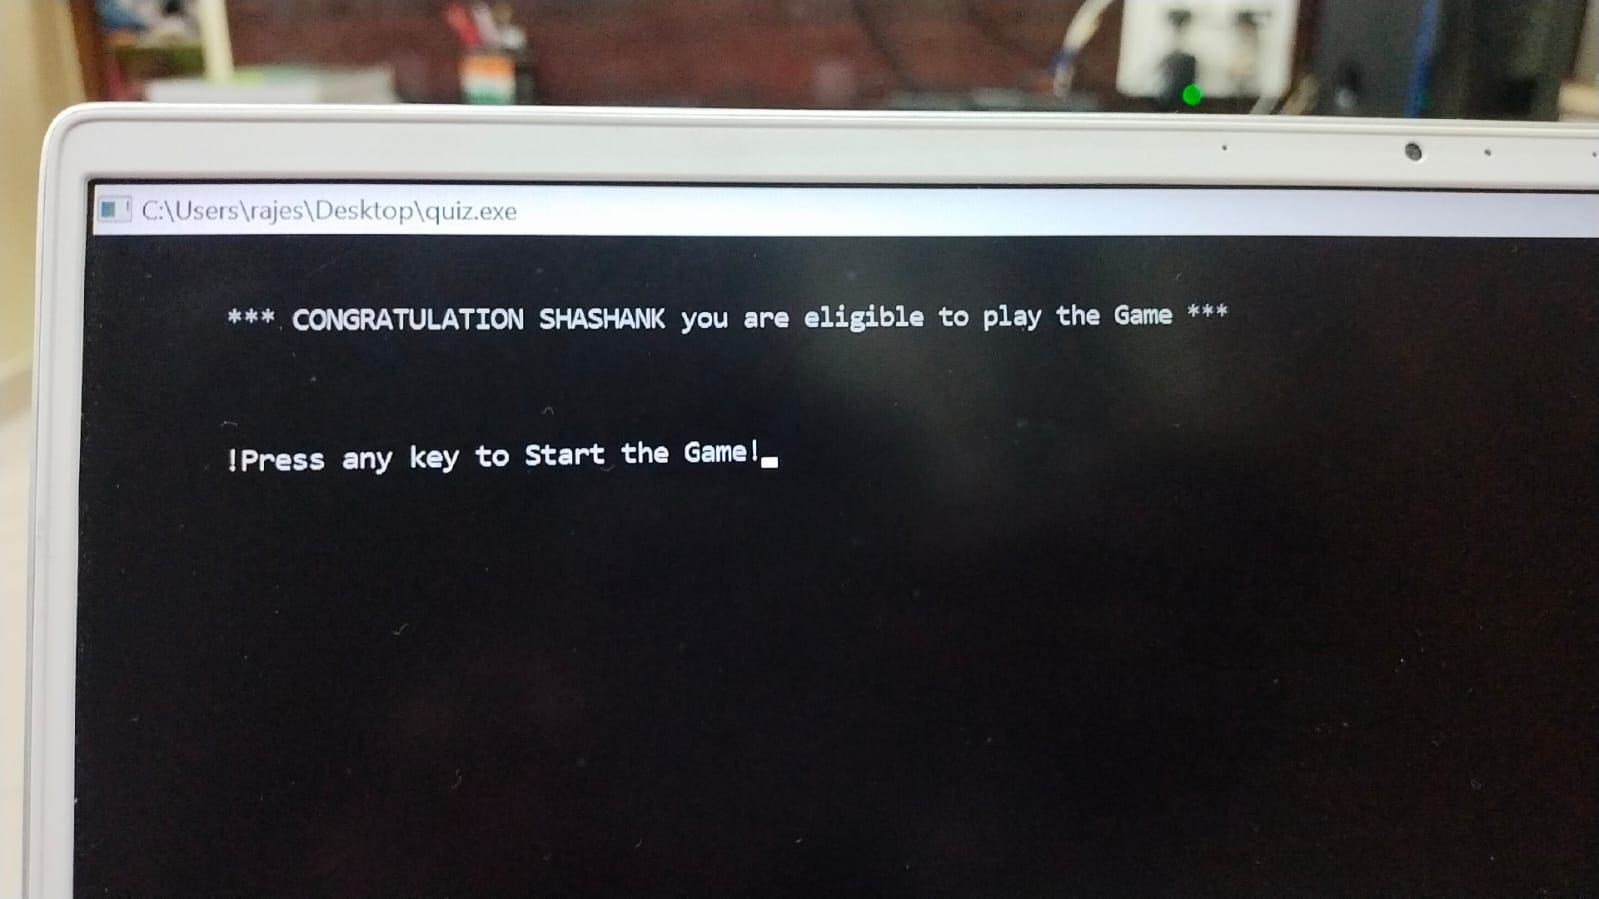 C:\Users\rajes\Desktop\quiz.exe
*** CONGRATULATION SHASHANK you are eligible to play the Game ***
!Press any key to Start the Game!